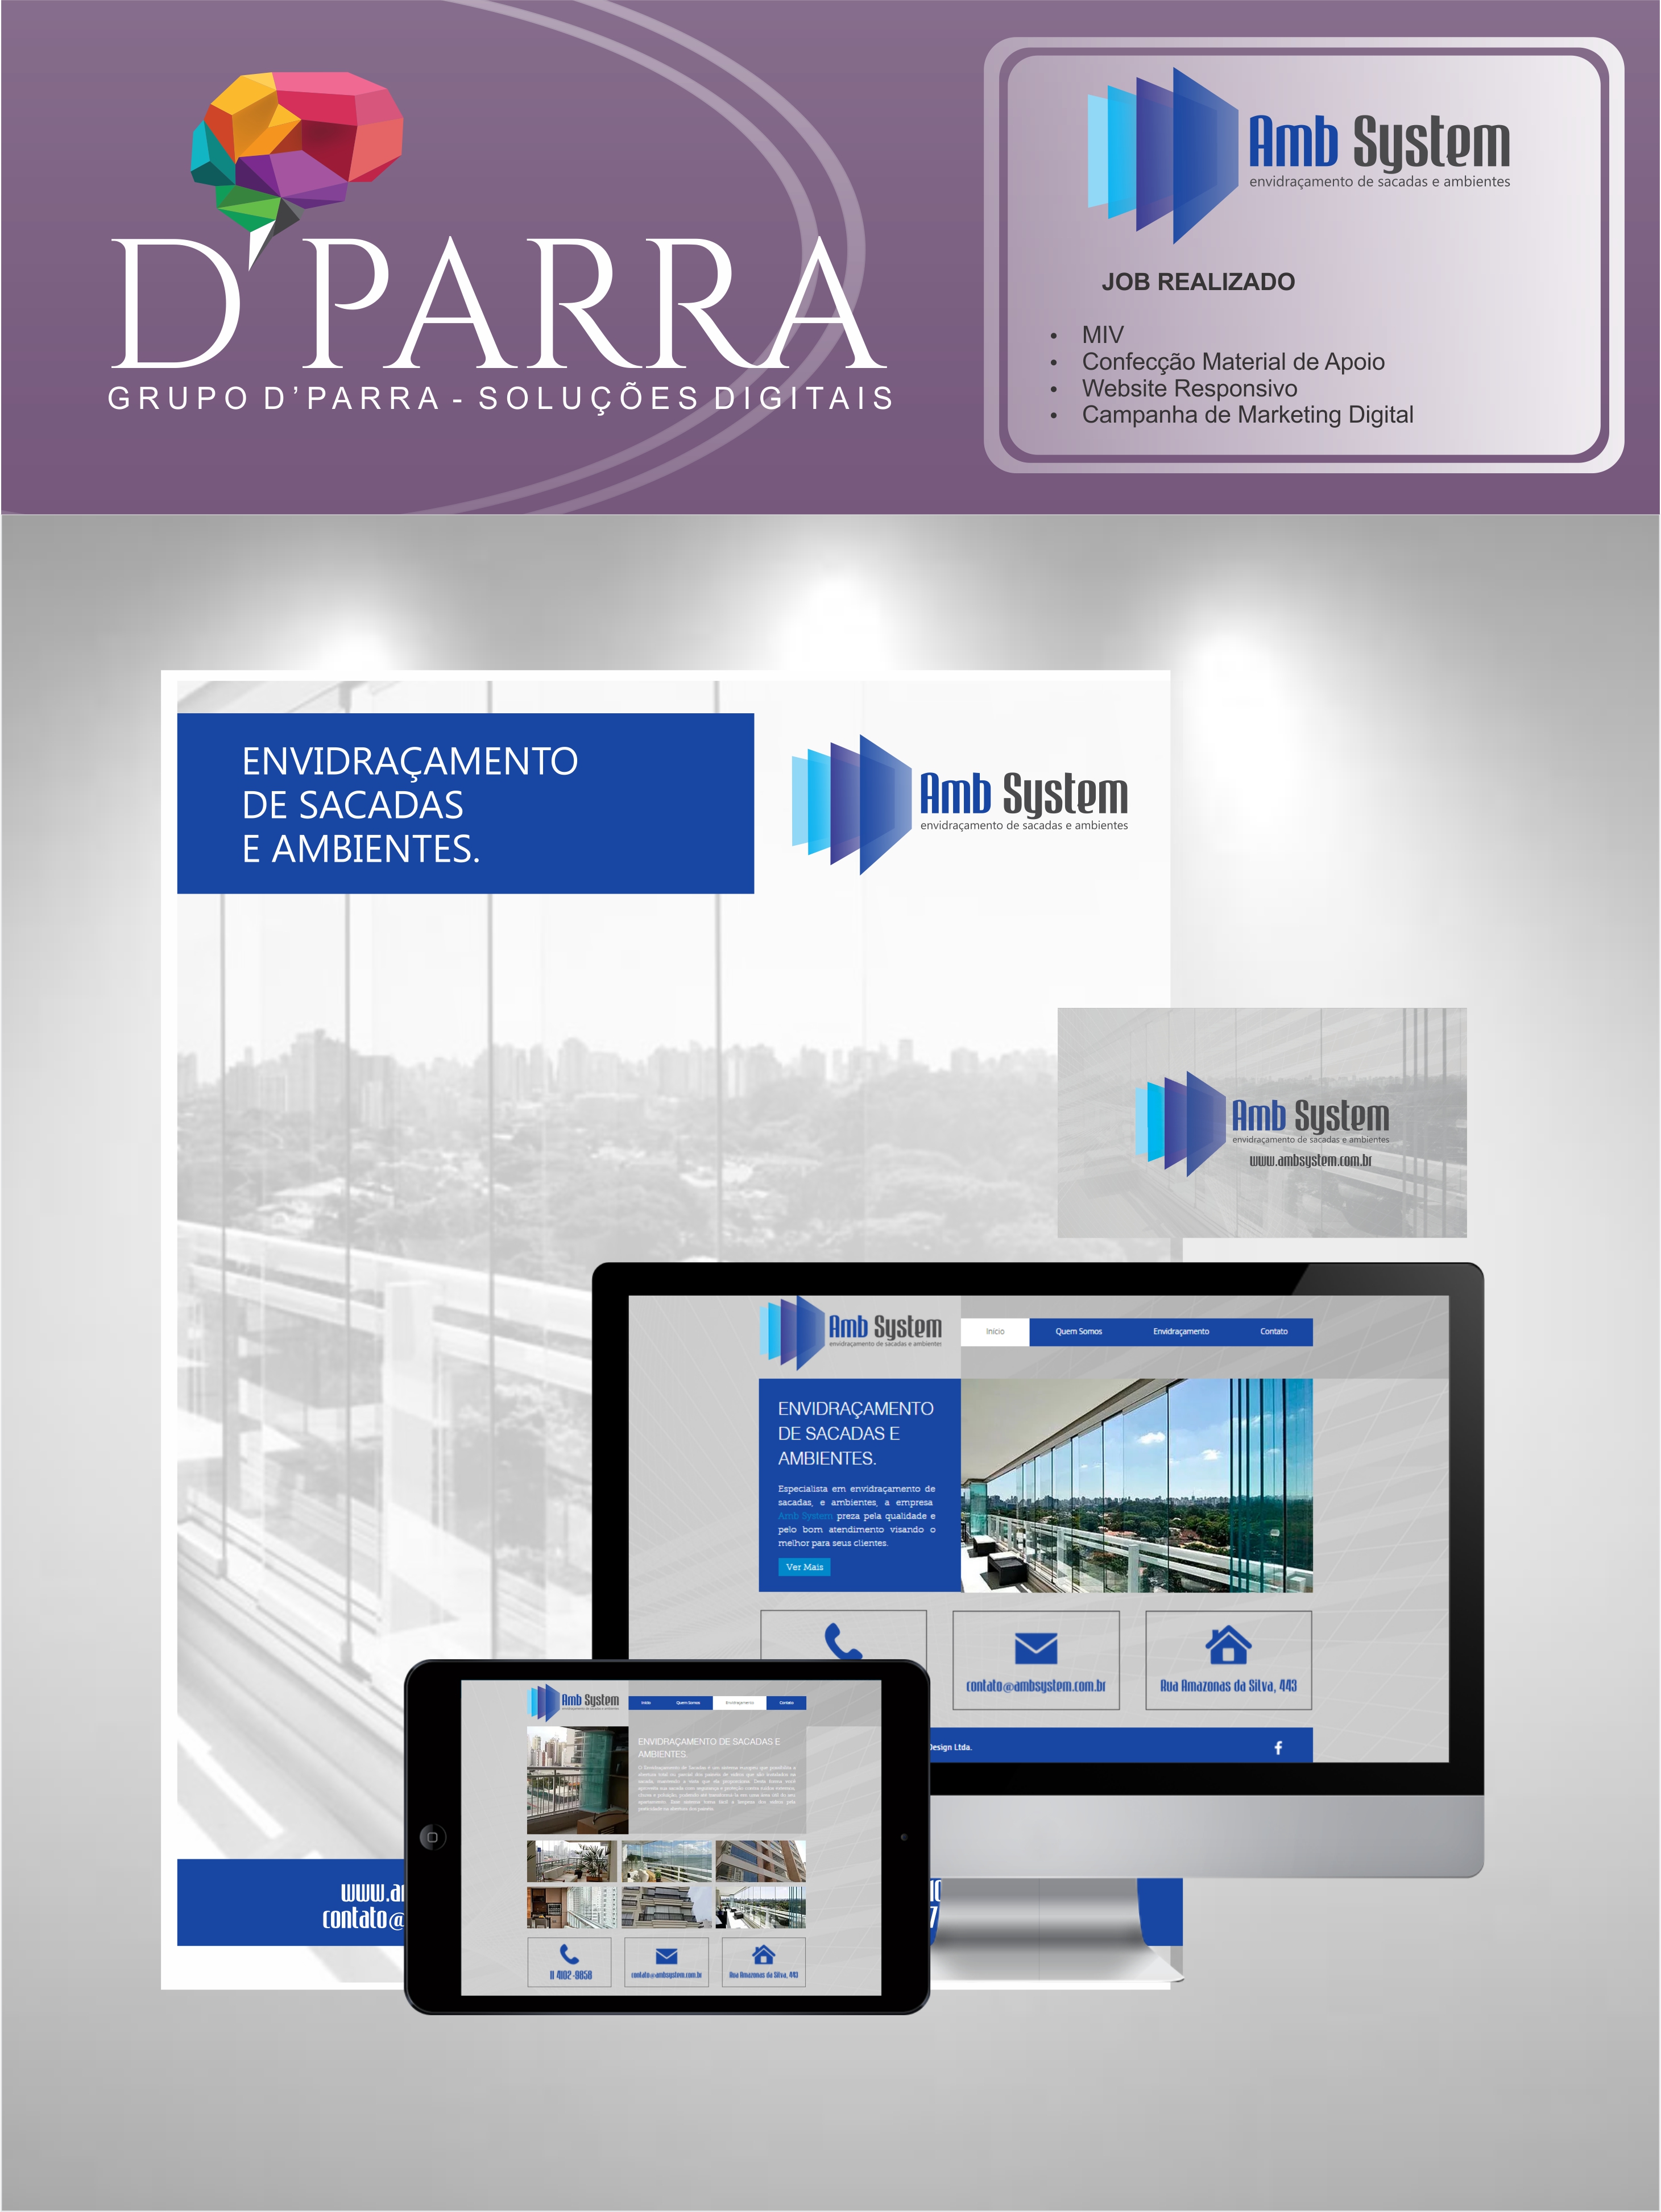 D'PARRA
GRUPO D'PARRA - SOLUÇÕES DIGITAIS
Amb System
envidraçamento de sacadas e ambientes
JOB REALIZADO
• MIV
• Confecção Material de Apoio
• Website Responsivo
• Campanha de Marketing Digital
ENVIDRAÇAMENTO
DE SACADAS
E AMBIENTES.
Amb System
envidraçamento de sacadas e ambientes
Amb System
envidraçamento de sacadas e ambientes
www.ambsystem.com.br
Amb System
envidraçamento de sacadas e ambientes
Início Quem Somos Envidraçamento Contato
ENVIDRAÇAMENTO
DE SACADAS E
AMBIENTES.
Especialista em envidraçamento de
sacadas, e ambientes, a empresa
Amb System preza pela qualidade e
pelo bom atendimento visando o
melhor para seus clientes.
Ver Mais
contato@ambsystem.com.br
Rua Amazonas da Silva, 443
Design Ltda.
Amb System
envidraçamento de sacadas e ambientes
Início Quem Somos Envidraçamento Contato
ENVIDRAÇAMENTO DE SACADAS E
AMBIENTES.
11 4102-9858
contato@ambsystem.com.br
Rua Amazonas da Silva, 443
www.a
contato@